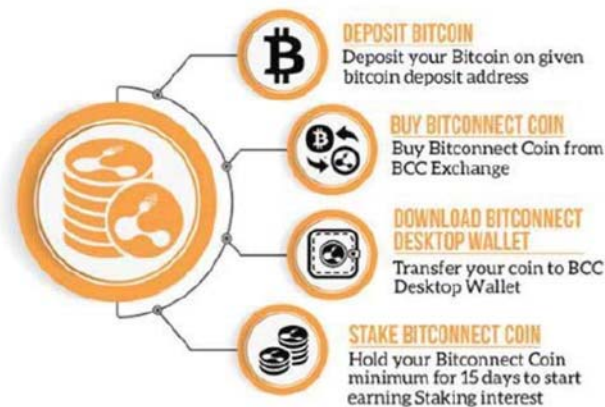 DEPOSIT BITCOIN
Deposit your Bitcoin on given
bitcoin deposit address
BUY BITCONNECT COIN
Buy Bitconnect Coin from
BCC Exchange
DOWNLOAD BITCONNECT
DESKTOP WALLET
Transfer your coin to BCC
Desktop Wallet
STAKE BITCONNECT COIN
Hold your Bitconnect Coin
minimum for 15 days to start
earning Staking interest